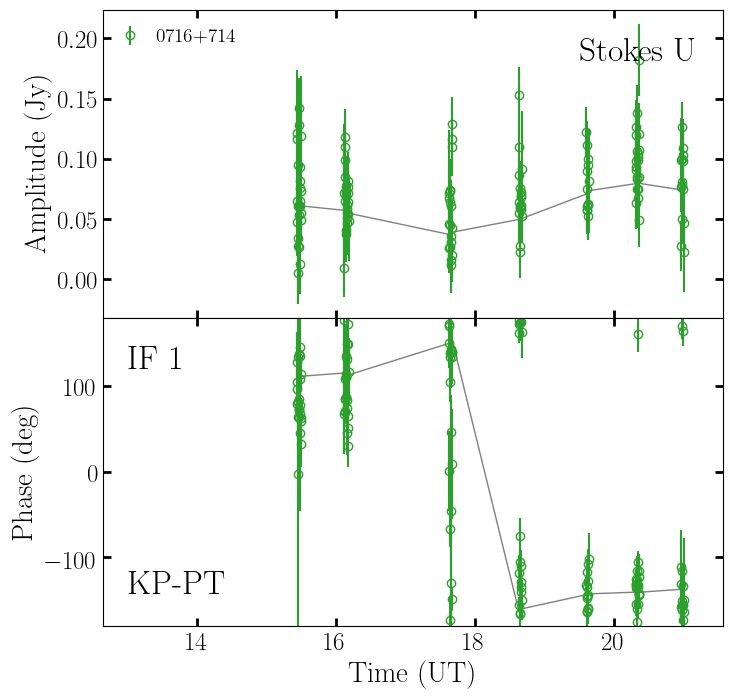 0716+714
Stokes U
0.20
0.15
0.10
0.05
0.00
Amplitude (Jy)
IF 1
100
0
−100
Phase (deg)
KP-PT
14 16 18 20
Time (UT)